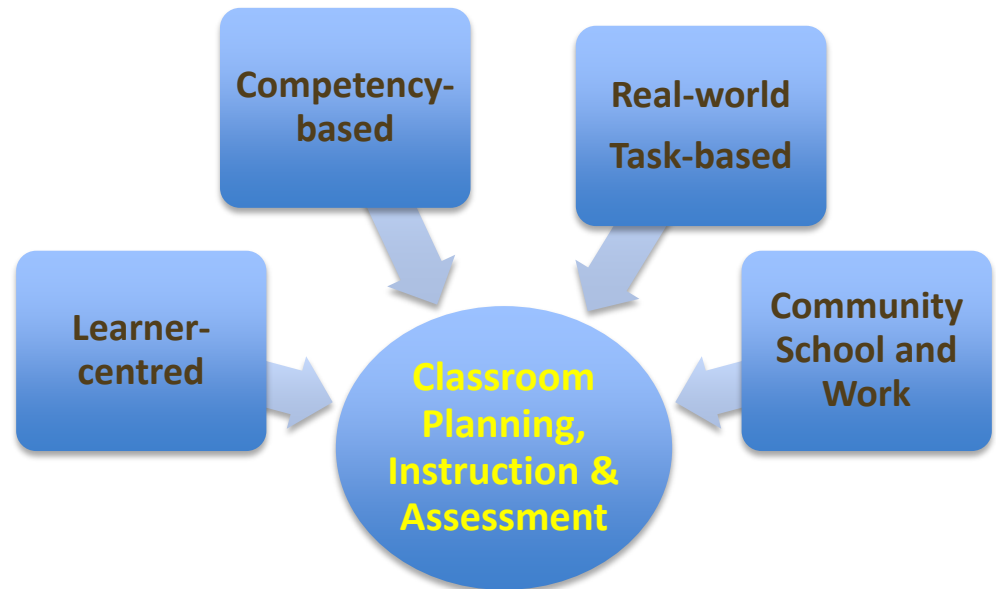 Competency-
based
Real-world
Task-based
Learner-
centred
Community
School and
Work
Classroom
Planning,
Instruction &
Assessment